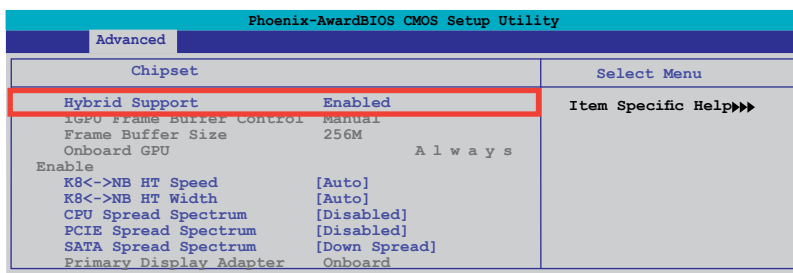 Phoenix-AwardBIOS CMOS Setup Utility
Advanced
Chipset
Select Menu
Hybrid Support Enabled
Item Specific Help▸▸▸
iGPU Frame Buffer Control Manual
Frame Buffer Size 256M
Onboard GPU Always
Enable
K8<->NB HT Speed [Auto]
K8<->NB HT Width [Auto]
CPU Spread Spectrum [Disabled]
PCIE Spread Spectrum [Disabled]
SATA Spread Spectrum [Down Spread]
Primary Display Adapter Onboard